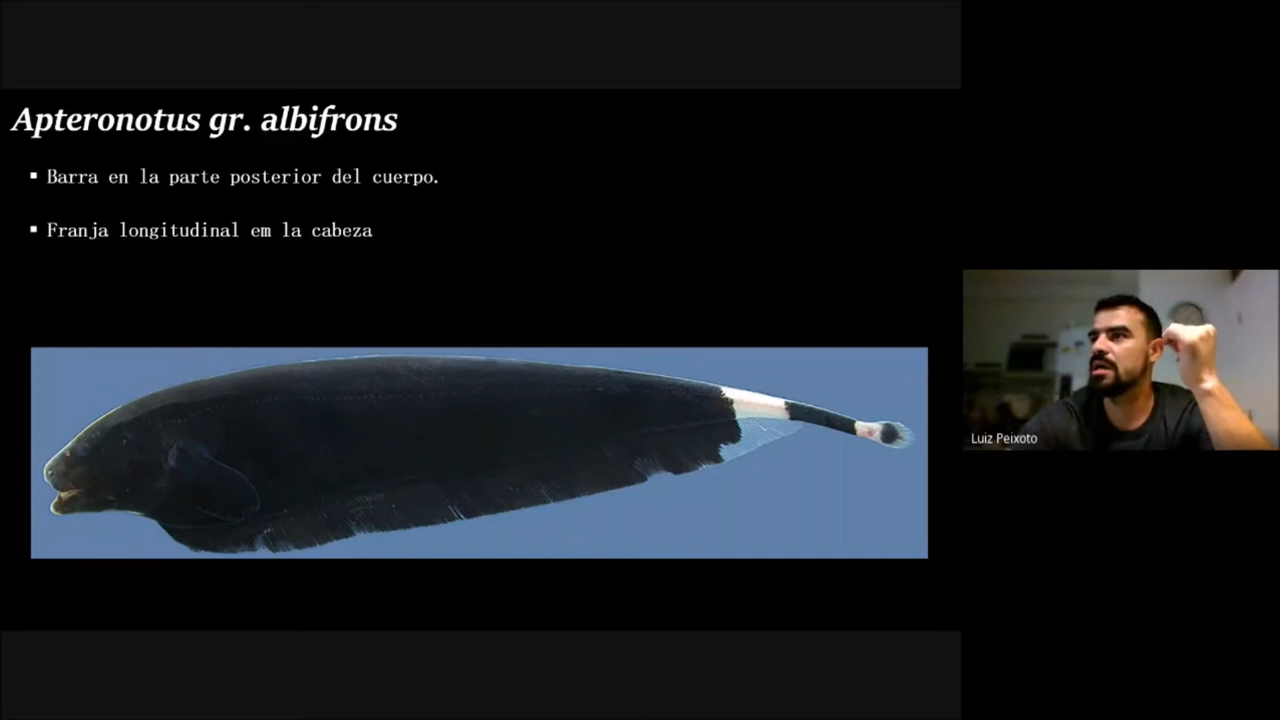 Apteronotus gr. albifrons
▪ Barra en la parte posterior del cuerpo.
▪ Franja longitudinal em la cabeza
Luiz Peixoto